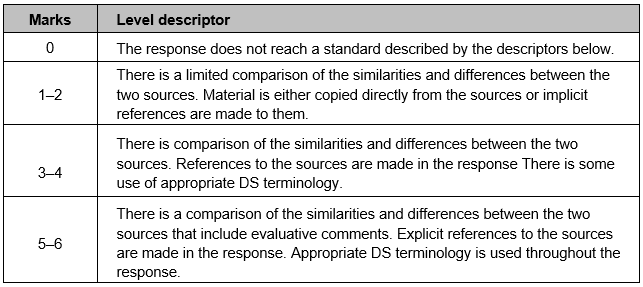 Marks Level descriptor
0 The response does not reach a standard described by the descriptors below.
There is a limited comparison of the similarities and differences between the
1–2 two sources. Material is either copied directly from the sources or implicit
references are made to them.
There is comparison of the similarities and differences between the two
sources. References to the sources are made in the response There is some
3–4
use of appropriate DS terminology.
There is a comparison of the similarities and differences between the two
sources that include evaluative comments. Explicit references to the sources
5–6 are made in the response. Appropriate DS terminology is used throughout the
response.